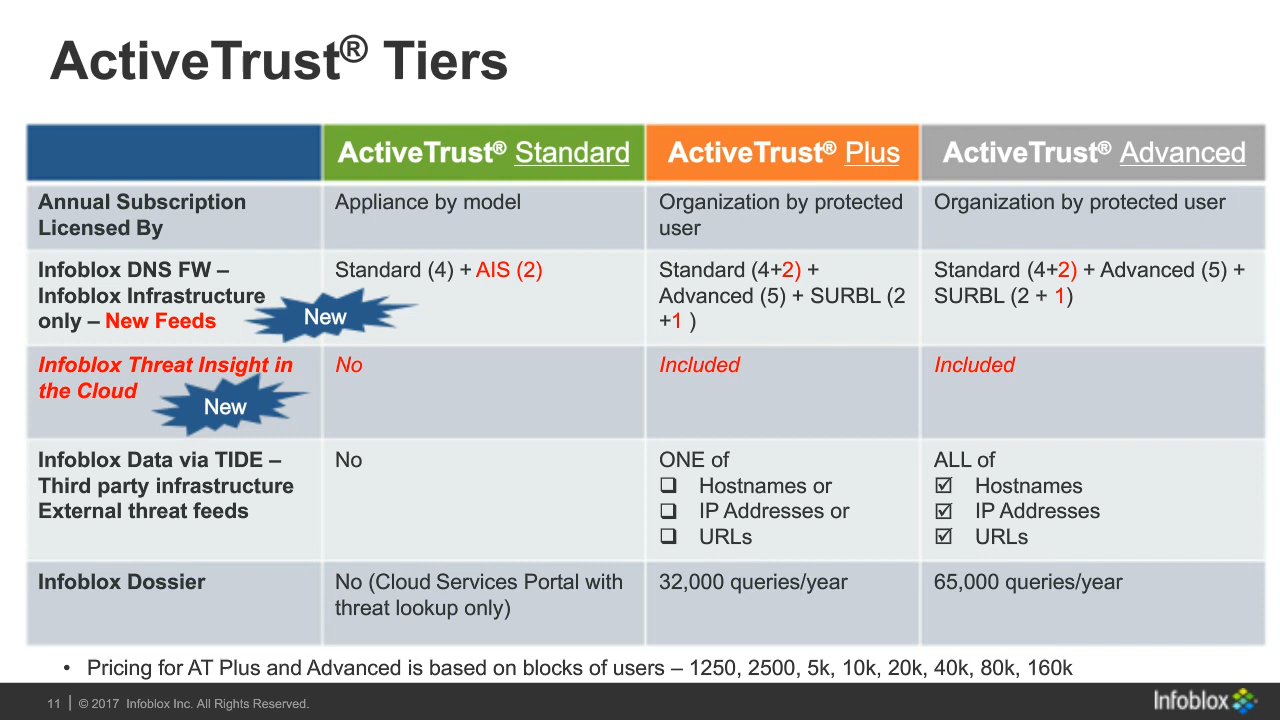 ActiveTrust® Tiers
ActiveTrust® Standard
ActiveTrust® Plus
ActiveTrust® Advanced
Annual Subscription
Licensed By
Appliance by model
Organization by protected
user
Organization by protected user
Infoblox DNS FW –
Infoblox Infrastructure
only – New Feeds
New
Standard (4) + AIS (2)
Standard (4+2) +
Advanced (5) + SURBL (2
+1 )
Standard (4+2) + Advanced (5) +
SURBL (2 + 1)
Infoblox Threat Insight in
the Cloud
New
No
Included
Included
Infoblox Data via TIDE –
Third party infrastructure
External threat feeds
No
ONE of
❑ Hostnames or
❑ IP Addresses or
❑ URLs
ALL of
☑ Hostnames
☑ IP Addresses
☑ URLs
Infoblox Dossier
No (Cloud Services Portal with
threat lookup only)
32,000 queries/year
65,000 queries/year
• Pricing for AT Plus and Advanced is based on blocks of users – 1250, 2500, 5k, 10k, 20k, 40k, 80k, 160k
11 | © 2017 Infoblox Inc. All Rights Reserved.
Infoblox